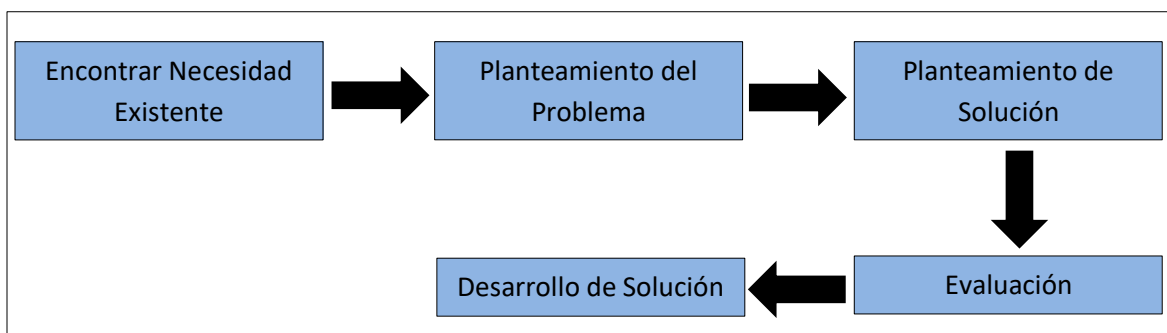 Encontrar Necesidad
Existente
Planteamiento del
Problema
Planteamiento de
Solución
Evaluación
Desarrollo de Solución